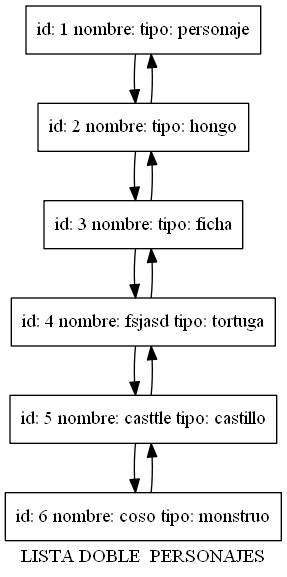 id: 1 nombre: tipo: personaje
id: 2 nombre: tipo: hongo
id: 3 nombre: tipo: ficha
id: 4 nombre: fsjasd tipo: tortuga
id: 5 nombre: casttle tipo: castillo
id: 6 nombre: coso tipo: monstruo
LISTA DOBLE  PERSONAJES